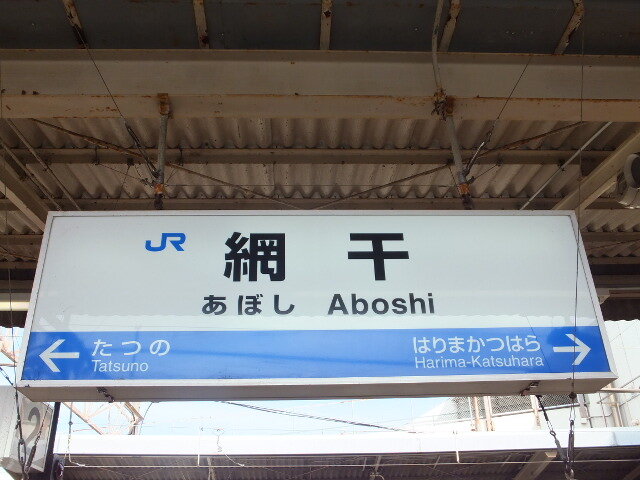 JR 網干
あぼし Aboshi
← たつの
Tatsuno
はりまかつはら →
Harima-Katsuhara
2